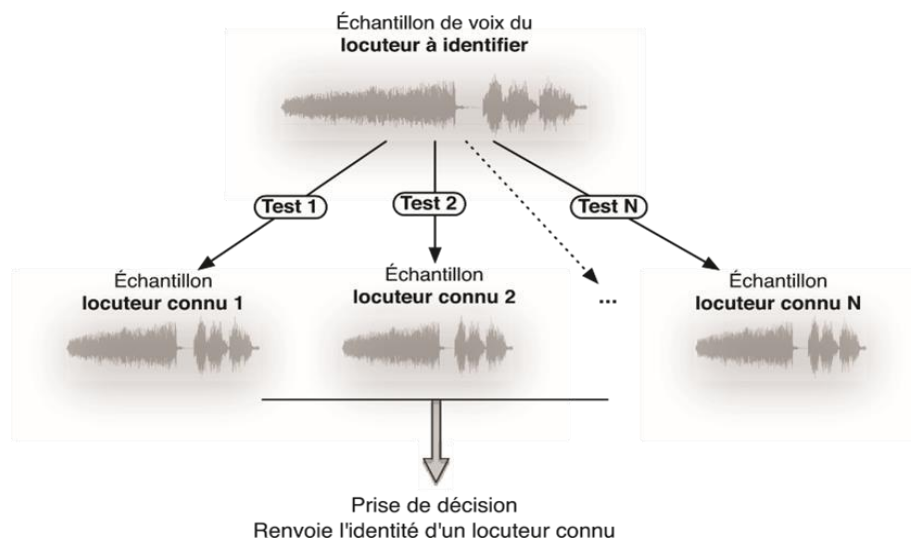 Échantillon de voix du
locuteur à identifier
Test 1
Test 2
Test N
Échantillon
locuteur connu 1
Échantillon
locuteur connu 2
...
Échantillon
locuteur connu N
Prise de décision
Renvoie l'identité d'un locuteur connu